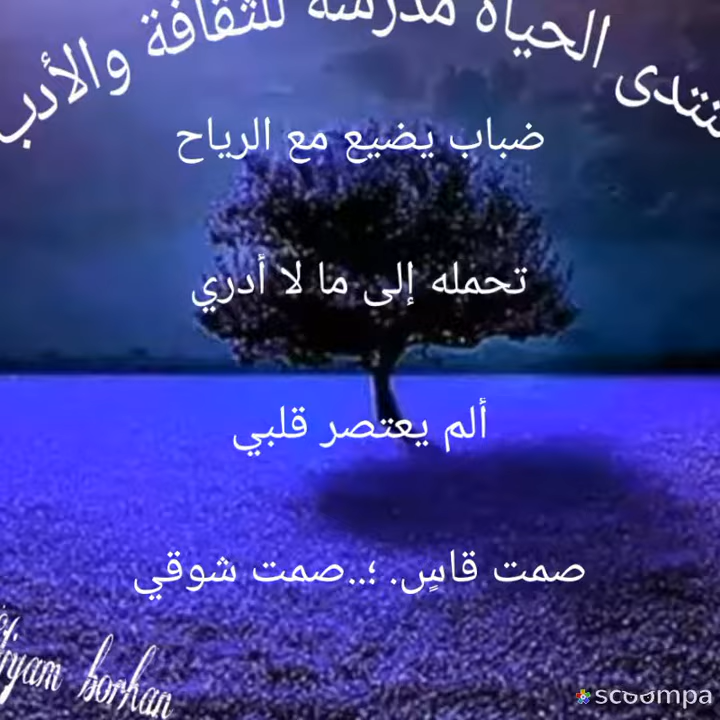 منتدى الحياة مدرسة للثقافة والأدب
ضباب يضيع مع الرياح
تحمله إلى ما لا أدري
ألم يعتصر قلبي
صمت قاسٍ. ؛..صمت شوقي
borhan
scoompa